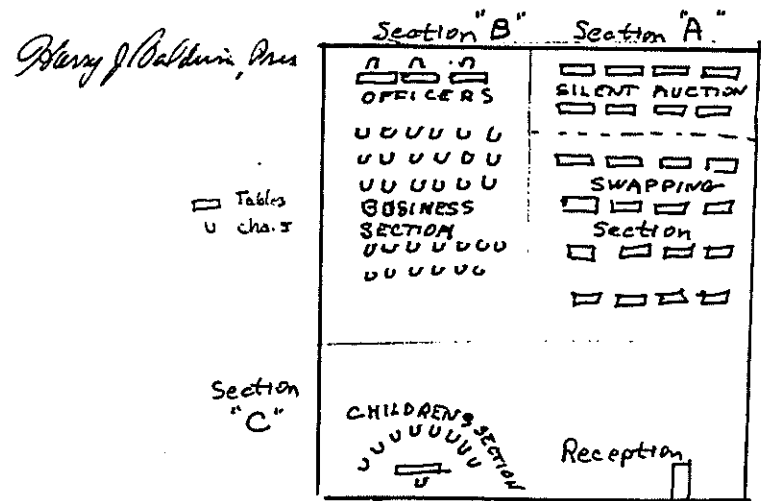 Harry J Baldwin, Pres
Section "B"
Section "A"
OFFICERS
SILENT AUCTION
SWAPPING
Section
BUSINESS
SECTION
Tables
Section
"C"
CHILDRENS SECTION
Reception